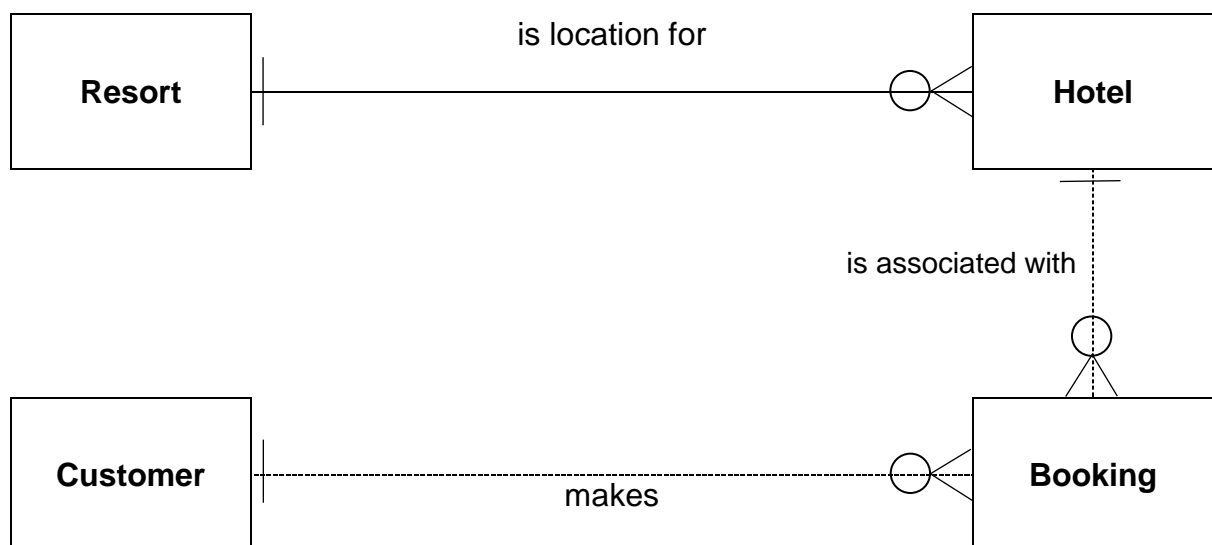 is location for
Resort
Hotel
is associated with
Customer
makes
Booking